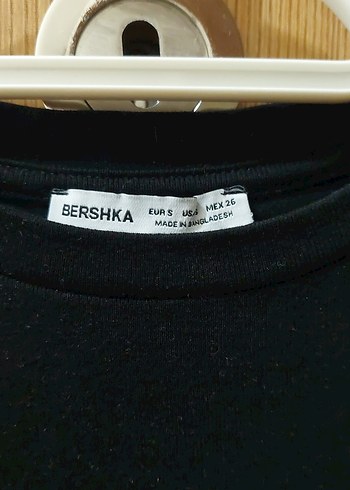 BERSHKA EUR S USA S MEX 26
MADE IN BANGLADESH